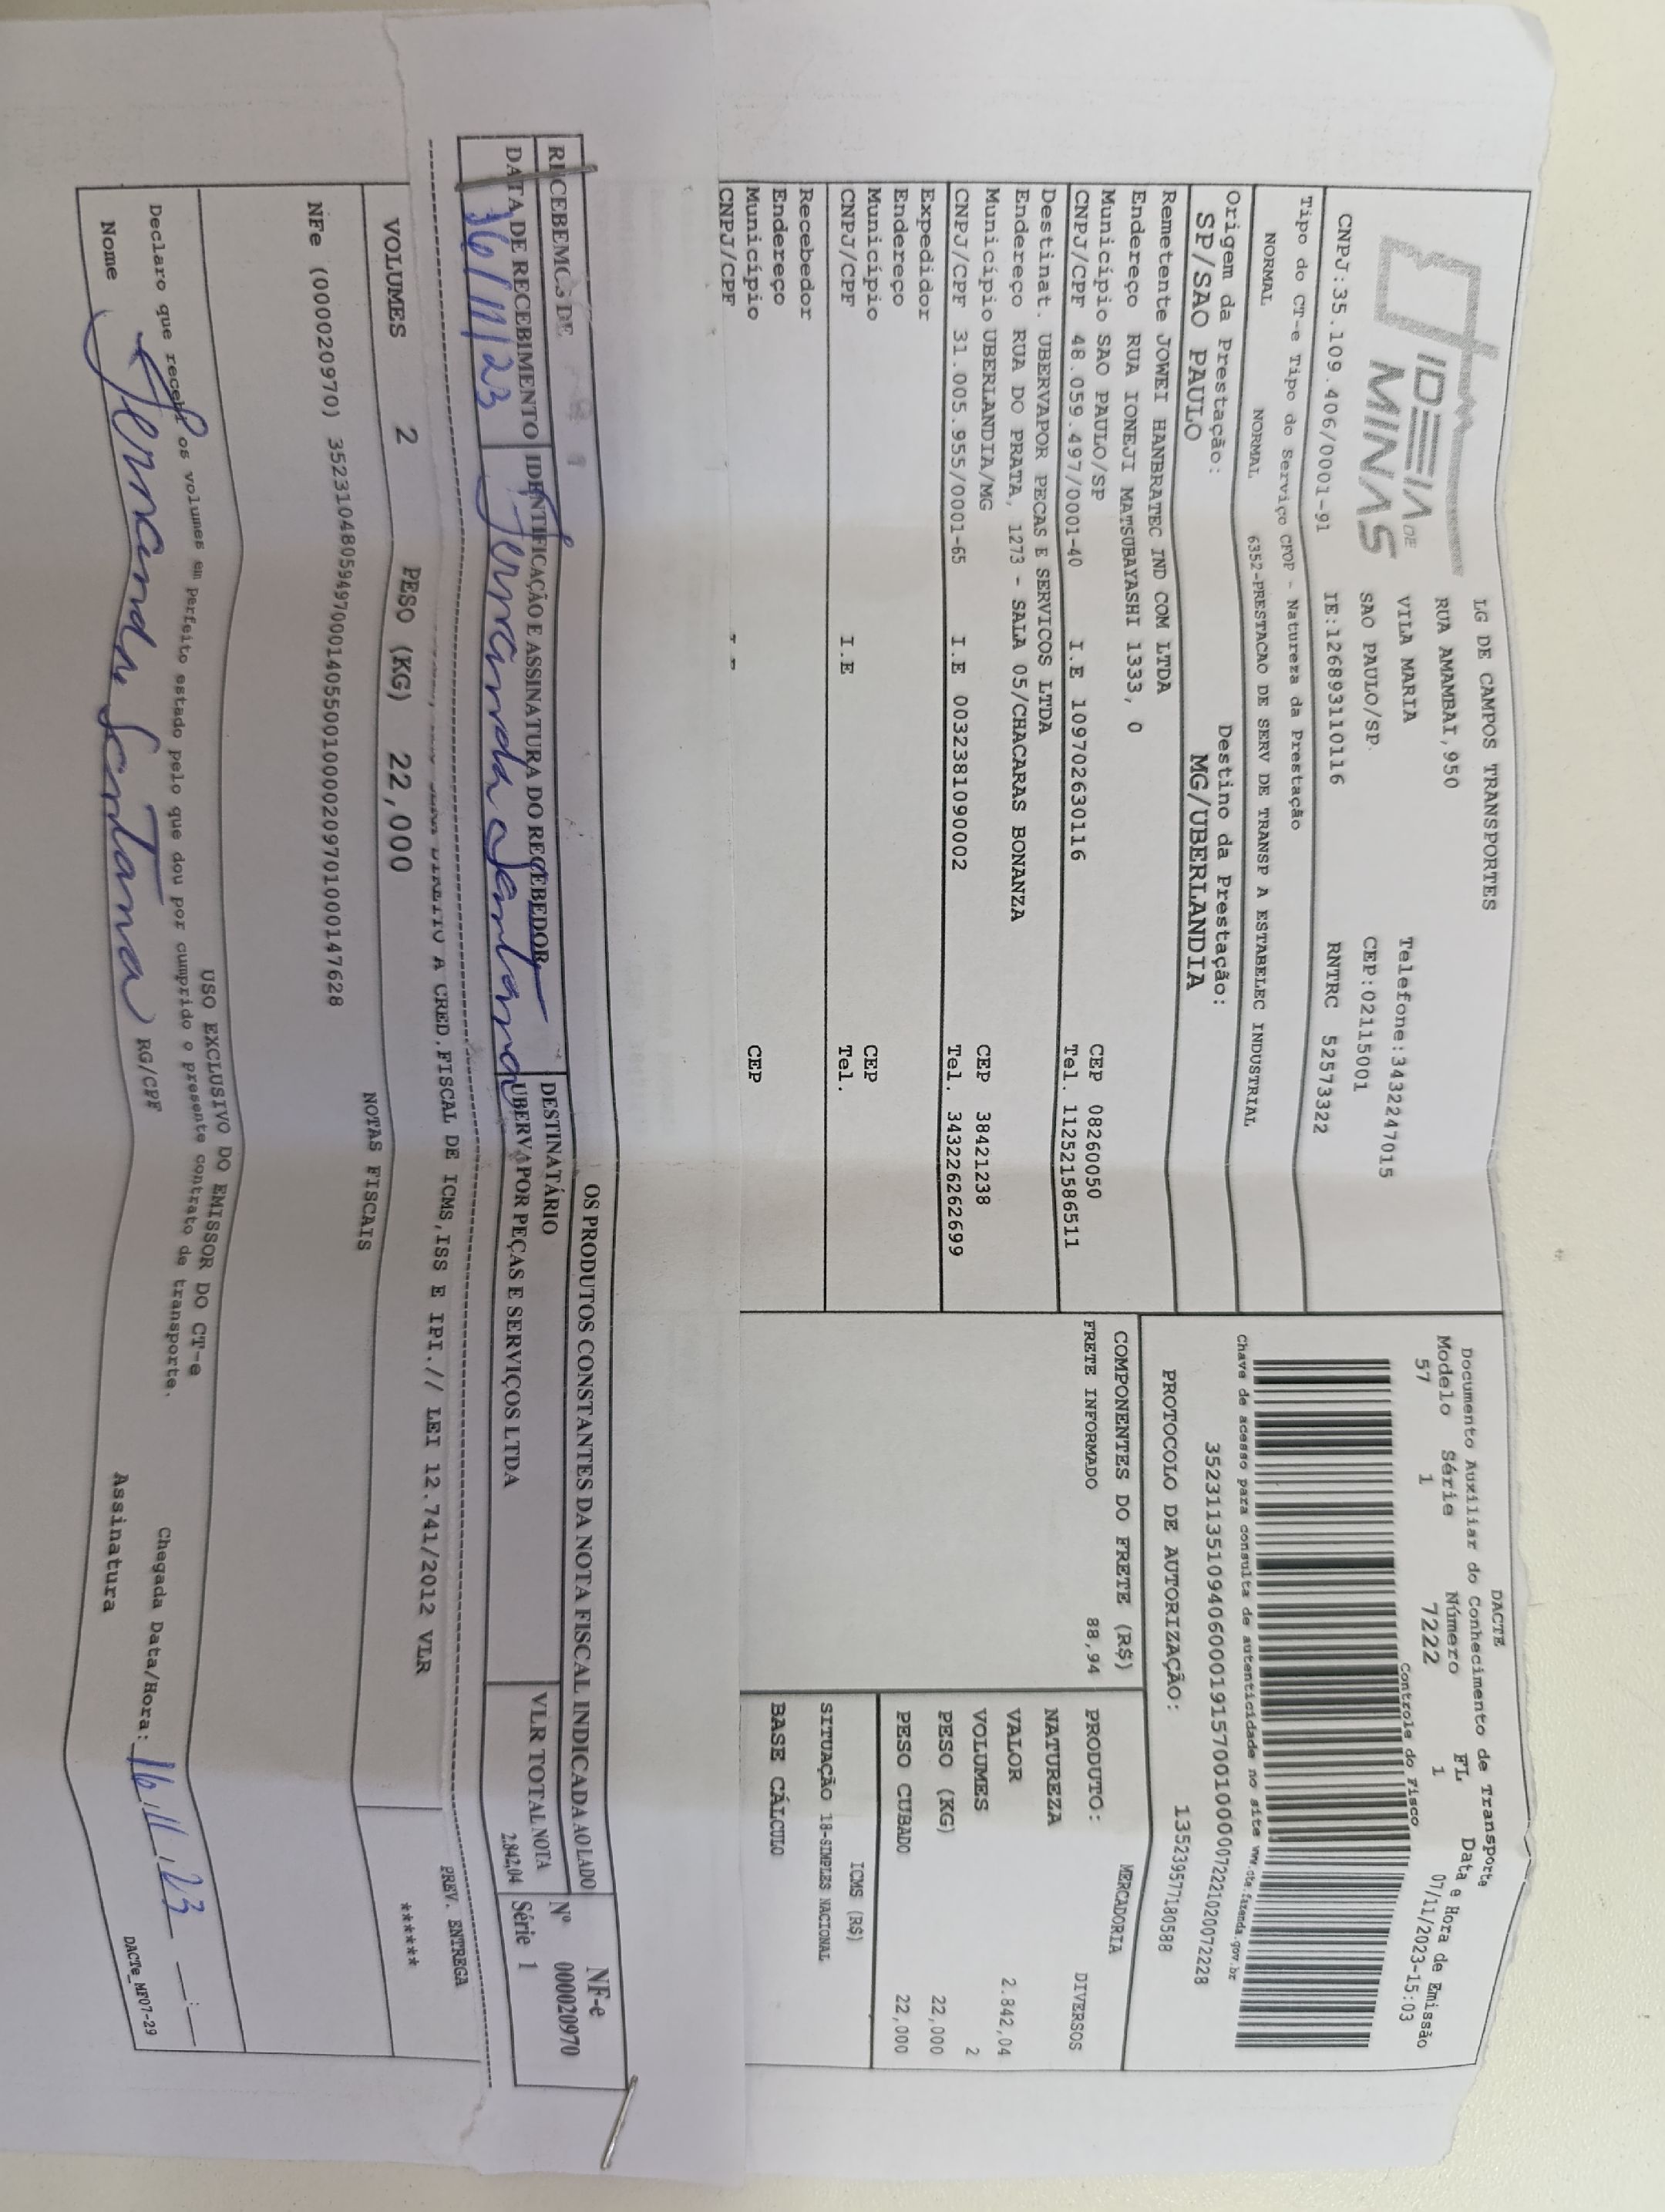 IDEIA DE
MINAS
LG DE CAMPOS TRANSPORTES
RUA AMAMBAI,950
VILA MARIA
Telefone:3432247015
SAO PAULO/SP
CEP:02115001
CNPJ:35.109.406/0001-91
IE:126893110116
RNTRC 52573322
DACTE
Documento Auxiliar do Conhecimento de Transporte
Modelo Série Número FL Data e Hora de Emissão
57 1 7222 1 07/11/2023-15:03
Controle do Fisco
Chave de acesso para consulta de autenticidade no site www.cte.fazenda.gov.br
35231135109406000191570010000072221020072228
PROTOCOLO DE AUTORIZAÇÃO: 135239577180588
Tipo do CT-e Tipo do Serviço CFOP - Natureza da Prestação
NORMAL NORMAL 6352-PRESTACAO DE SERV DE TRANSP A ESTABELEC INDUSTRIAL
Origem da Prestação: Destino da Prestação:
SP/SAO PAULO MG/UBERLANDIA
Remetente JOWEI HANBRATEC IND COM LTDA
Endereço RUA IONEJI MATSUBAYASHI 1333, 0
Município SAO PAULO/SP CEP 08260050
CNPJ/CPF 48.059.497/0001-40 I.E 109702630116 Tel. 112521586511
Destinat. UBERVAPOR PECAS E SERVICOS LTDA
Endereço RUA DO PRATA, 1273 - SALA 05/CHACARAS BONANZA
Município UBERLANDIA/MG CEP 38421238
CNPJ/CPF 31.005.955/0001-65 I.E 0032381090002 Tel. 343226262699
Expedidor
Endereço
Município CEP
CNPJ/CPF I.E Tel.
Recebedor
Endereço
Município CEP
CNPJ/CPF
COMPONENTES DO FRETE (R$)
FRETE INFORMADO 88,94
MERCADORIA
PRODUTO: DIVERSOS
NATUREZA
VALOR 2.842,04
VOLUMES 2
PESO (KG) 22,000
PESO CUBADO 22,000
ICMS (R$)
SITUAÇÃO 18-SIMPLES NACIONAL
BASE CÁLCULO
RECEBEMOS DE
OS PRODUTOS CONSTANTES DA NOTA FISCAL INDICADA AO LADO
NF-e
Nº 000020970
Série 1
DATA DE RECEBIMENTO
16/11/23
IDENTIFICAÇÃO E ASSINATURA DO RECEBEDOR
Fernanda Santana
DESTINATÁRIO
UBERVAPOR PEÇAS E SERVIÇOS LTDA
VLR TOTAL NOTA
2.842,04
A CRED.FISCAL DE ICMS,ISS E IPI.// LEI 12.741/2012 VLR
PREV. ENTREGA
******
VOLUMES 2 PESO (KG) 22,000
NOTAS FISCAIS
NFe (000020970) 35231048059497000140550010000209701000147628
USO EXCLUSIVO DO EMISSOR DO CT-e
Declaro que recebi os volumes em perfeito estado pelo que dou por cumprido o presente contrato de transporte.
Chegada Data/Hora: 16/11/23 __:__
Nome Fernanda Santana RG/CPF Assinatura
DACTe_MF07-29